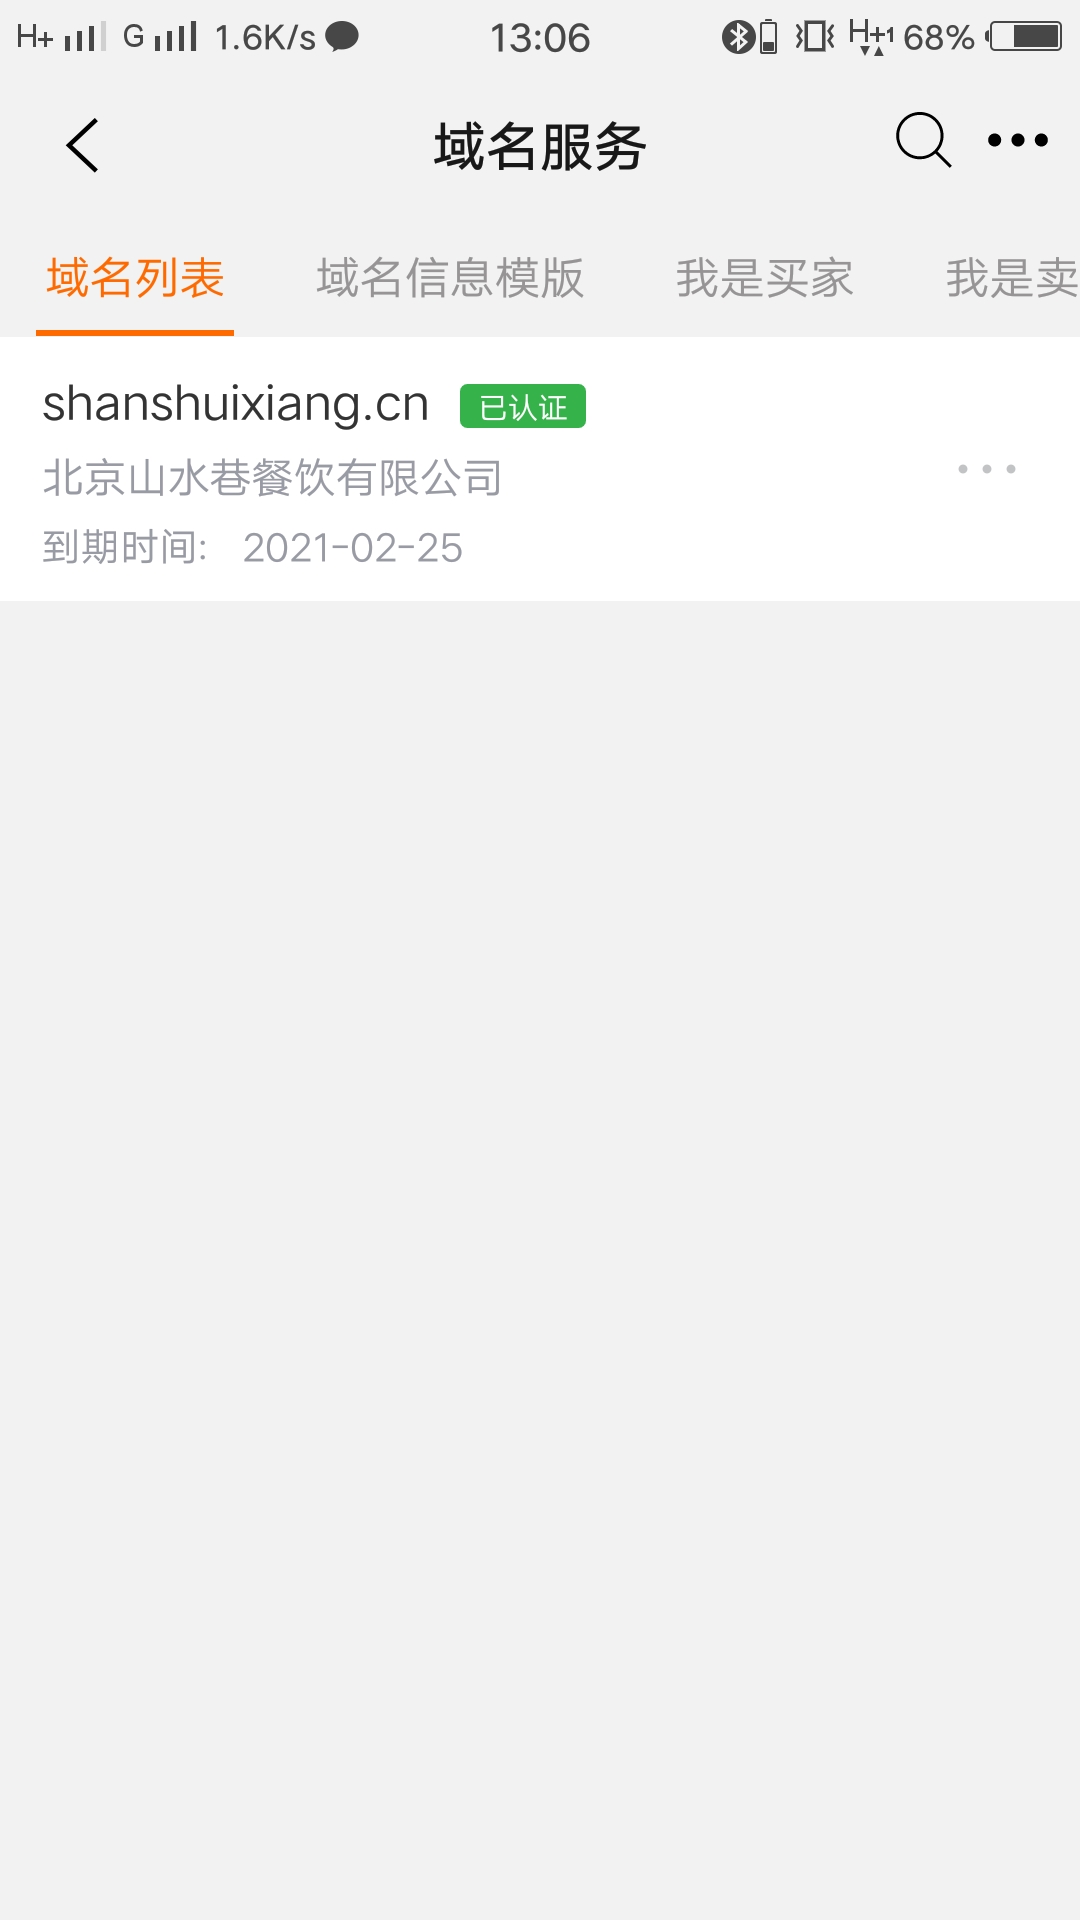 H+ G 1.6K/s 13:06 H+1 68%
域名服务
域名列表 域名信息模版 我是买家 我是卖
shanshuixiang.cn 已认证
北京山水巷餐饮有限公司
到期时间: 2021-02-25